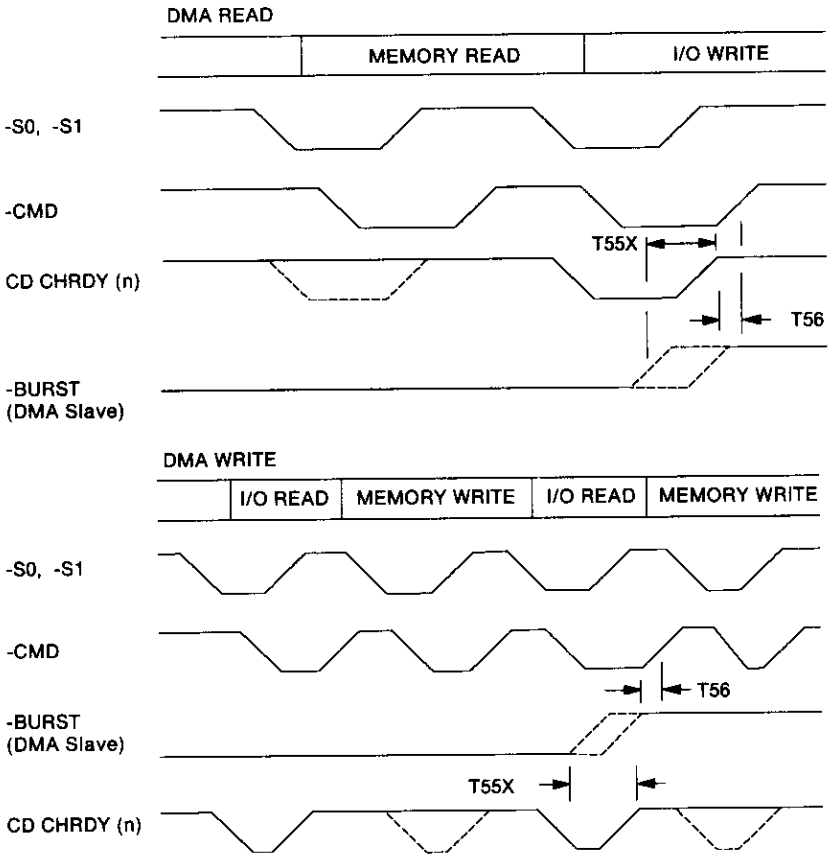 DMA READ
MEMORY READ I/O WRITE
-S0, -S1
-CMD
T55X
CD CHRDY (n)
T56
-BURST
(DMA Slave)
DMA WRITE
I/O READ MEMORY WRITE I/O READ MEMORY WRITE
-S0, -S1
-CMD
T56
-BURST
(DMA Slave)
T55X
CD CHRDY (n)